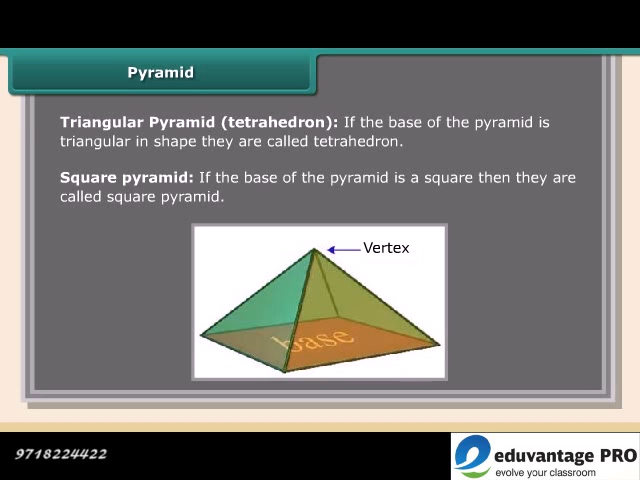 Pyramid
Triangular Pyramid (tetrahedron): If the base of the pyramid is
triangular in shape they are called tetrahedron.
Square pyramid: If the base of the pyramid is a square then they are
called square pyramid.
Vertex
base
9718224422
eduvantage PRO
evolve your classroom